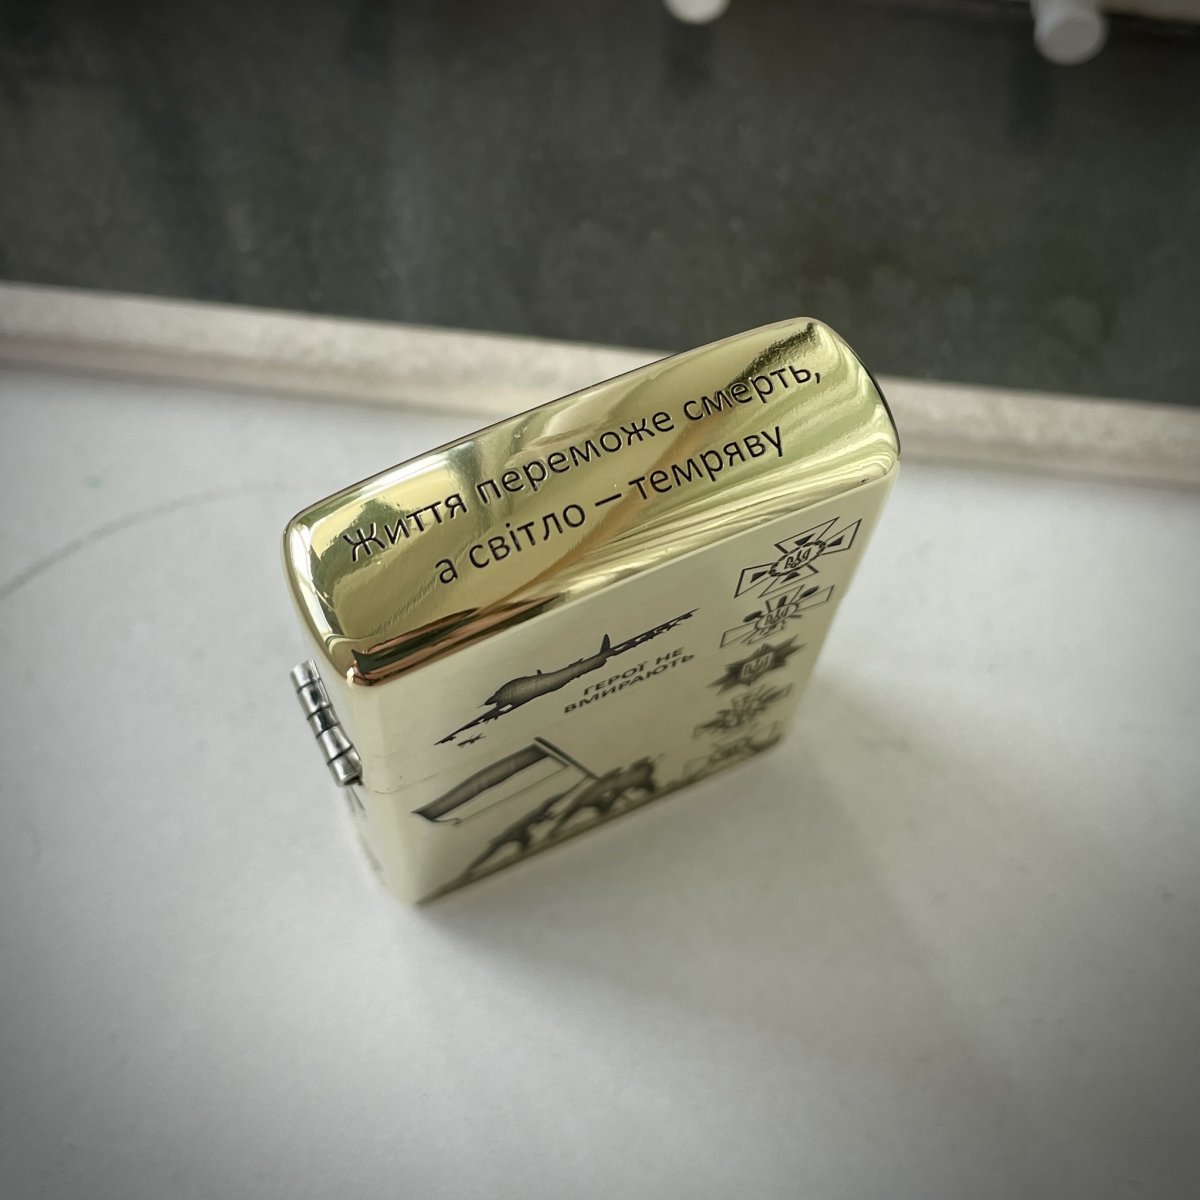 Життя переможе смерть,
а світло – темряву
ГЕРОЇ НЕ
ВМИРАЮТЬ